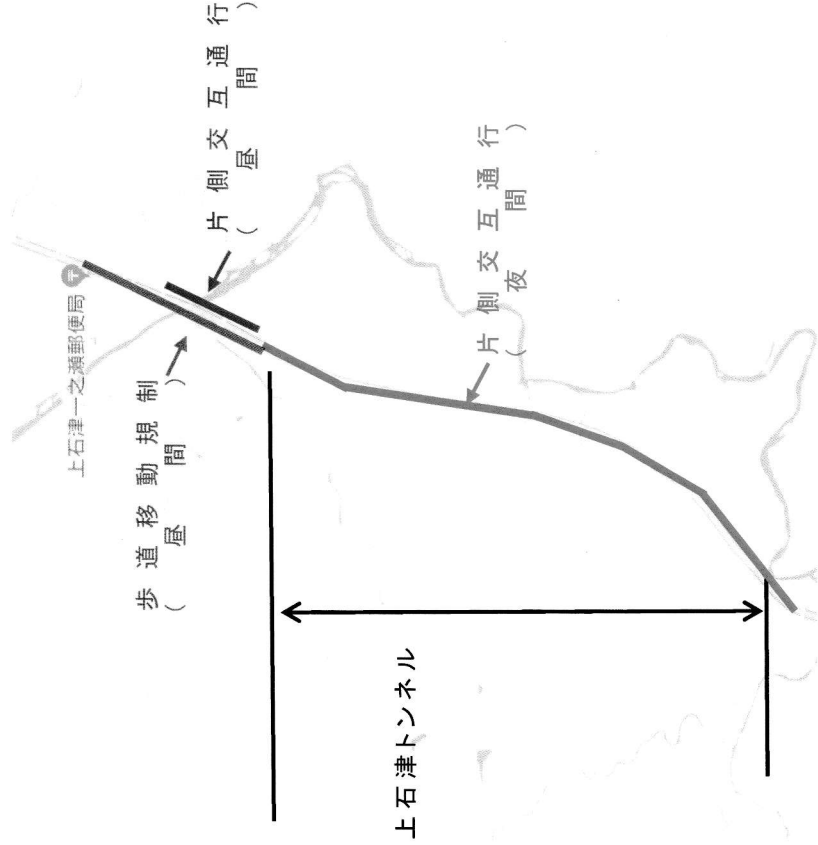 上石津一之瀬郵便局
片側交互通行
(昼間)
歩道移動規制
(昼間)
片側交互通行
(夜間)
上石津トンネル